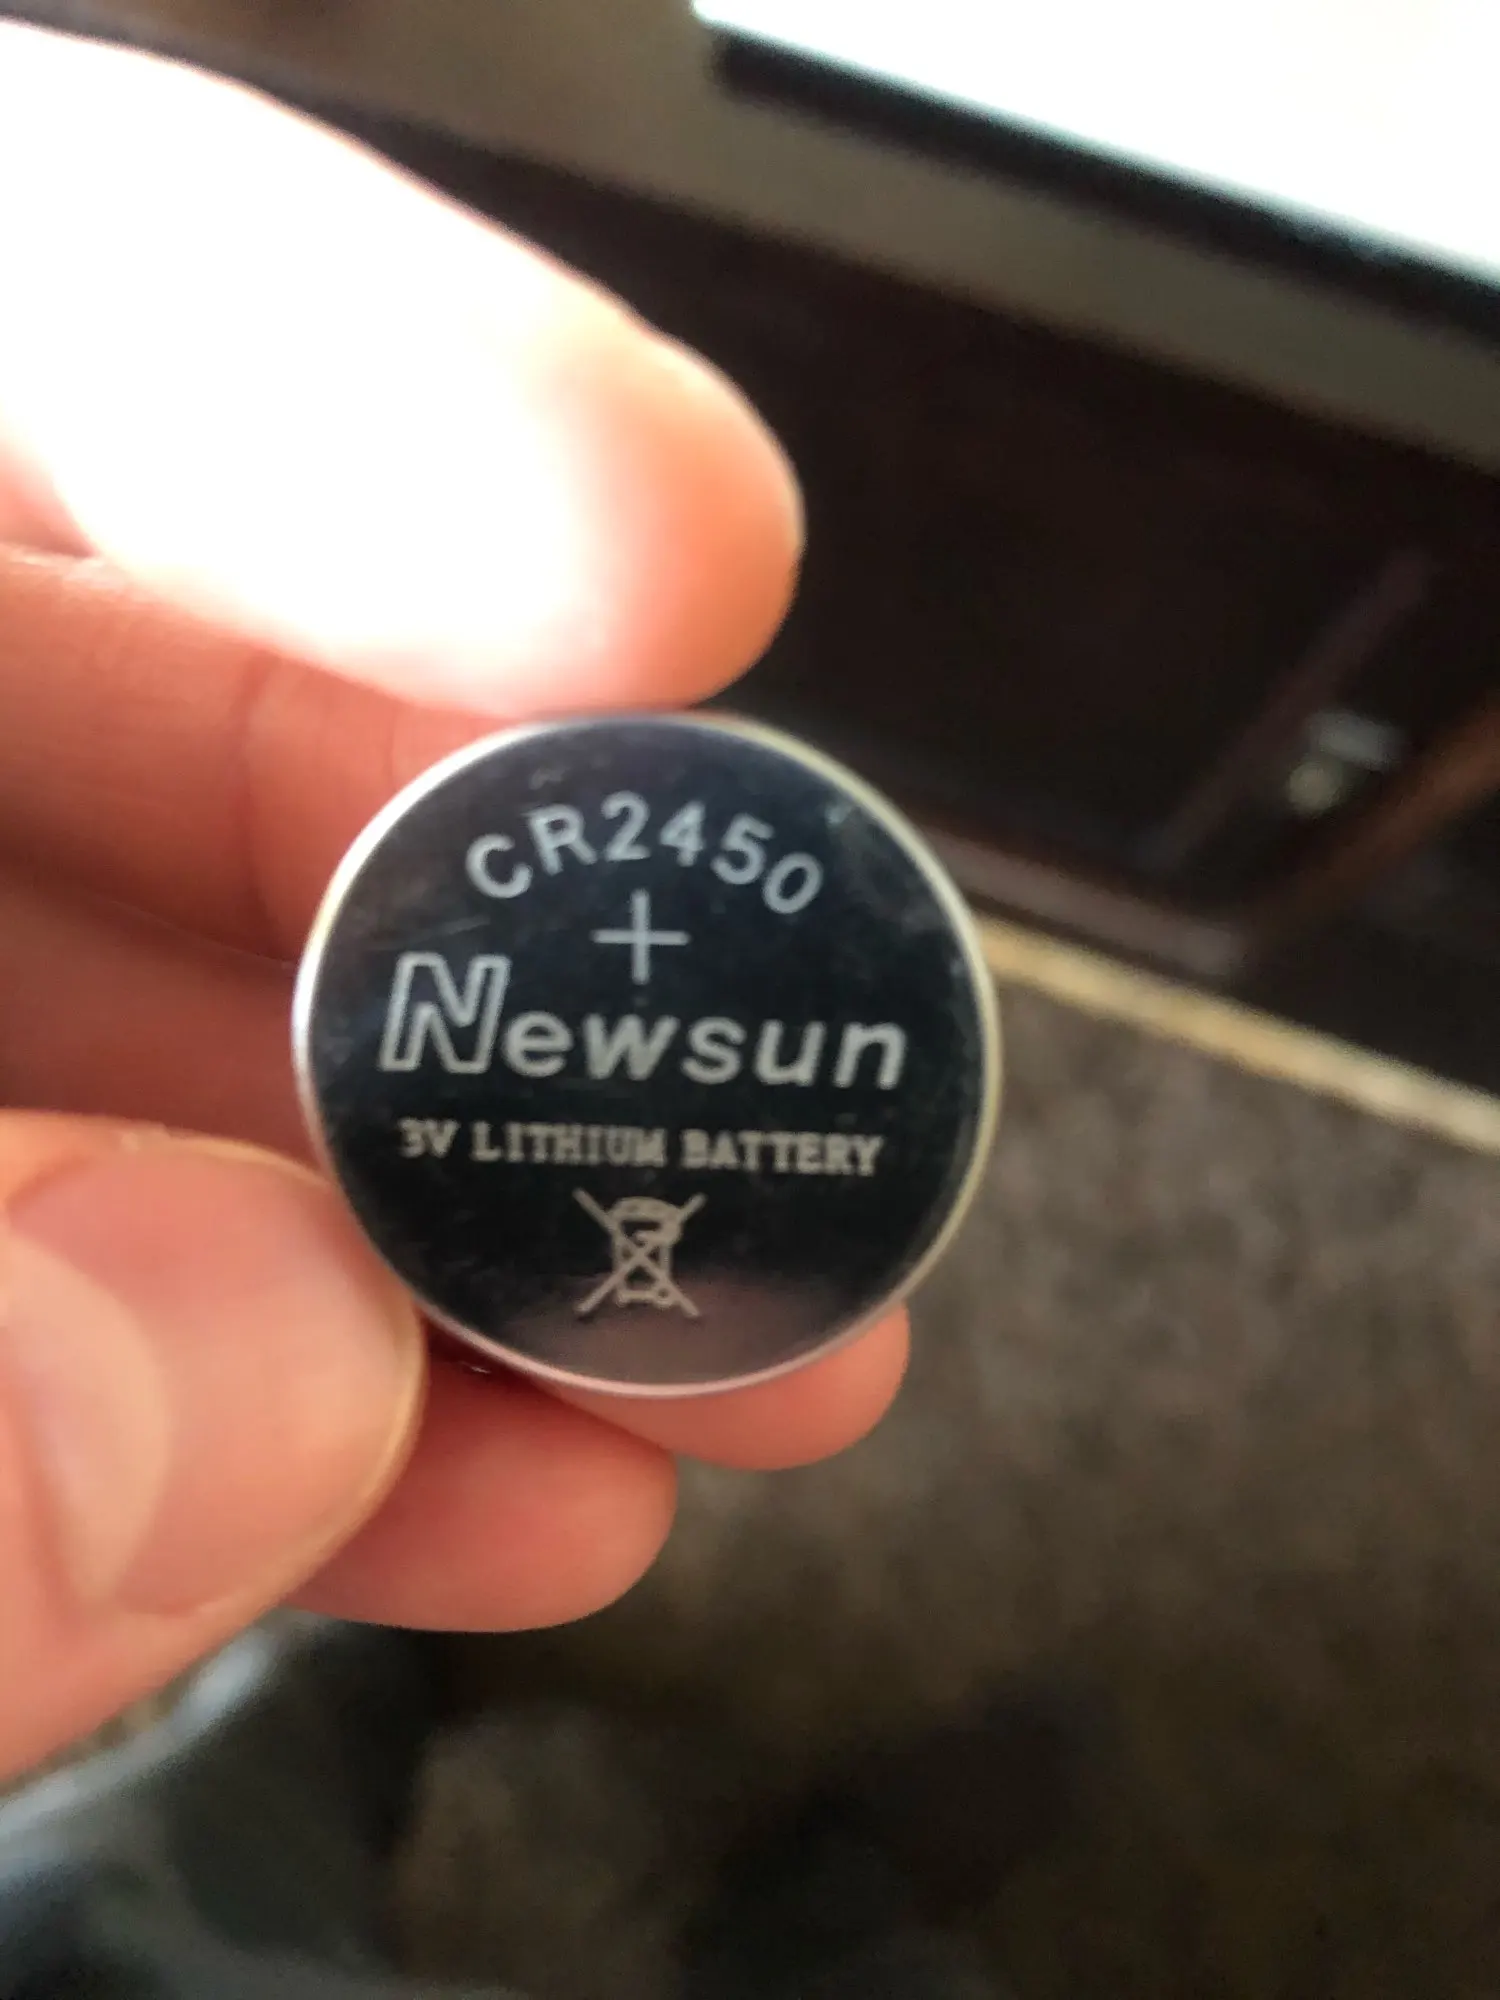 CR2450
+
Newsun
3V LITHIUM BATTERY